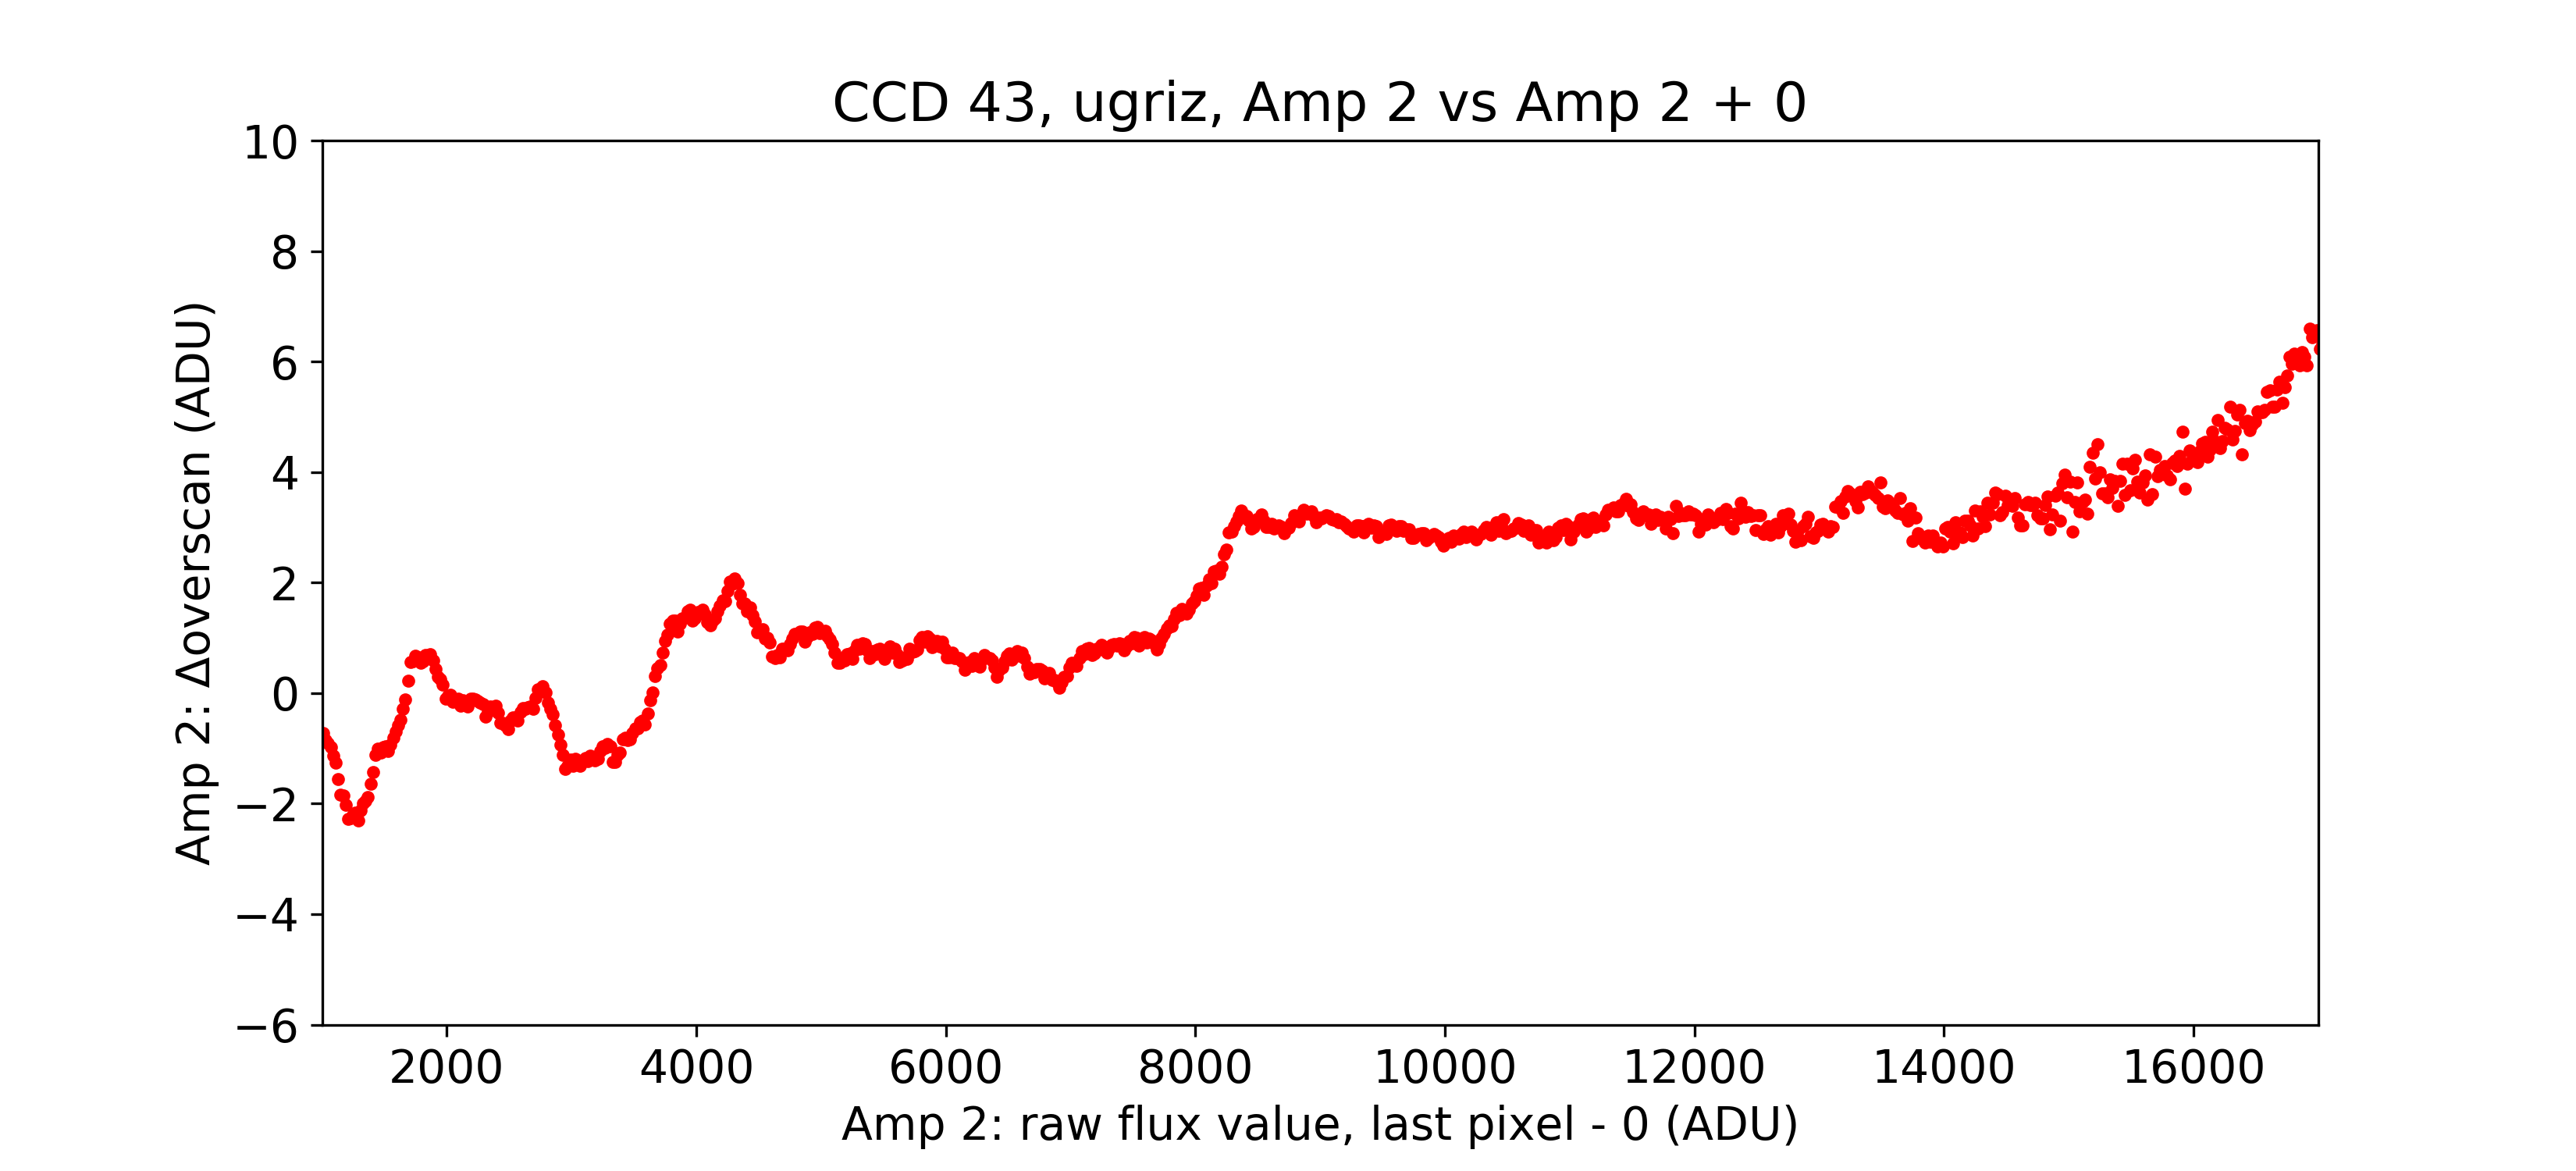 CCD 43, ugriz, Amp 2 vs Amp 2 + 0
10
8
6
4
2
0
−2
−4
−6
Amp 2: Δoverscan (ADU)
2000 4000 6000 8000 10000 12000 14000 16000
Amp 2: raw flux value, last pixel - 0 (ADU)